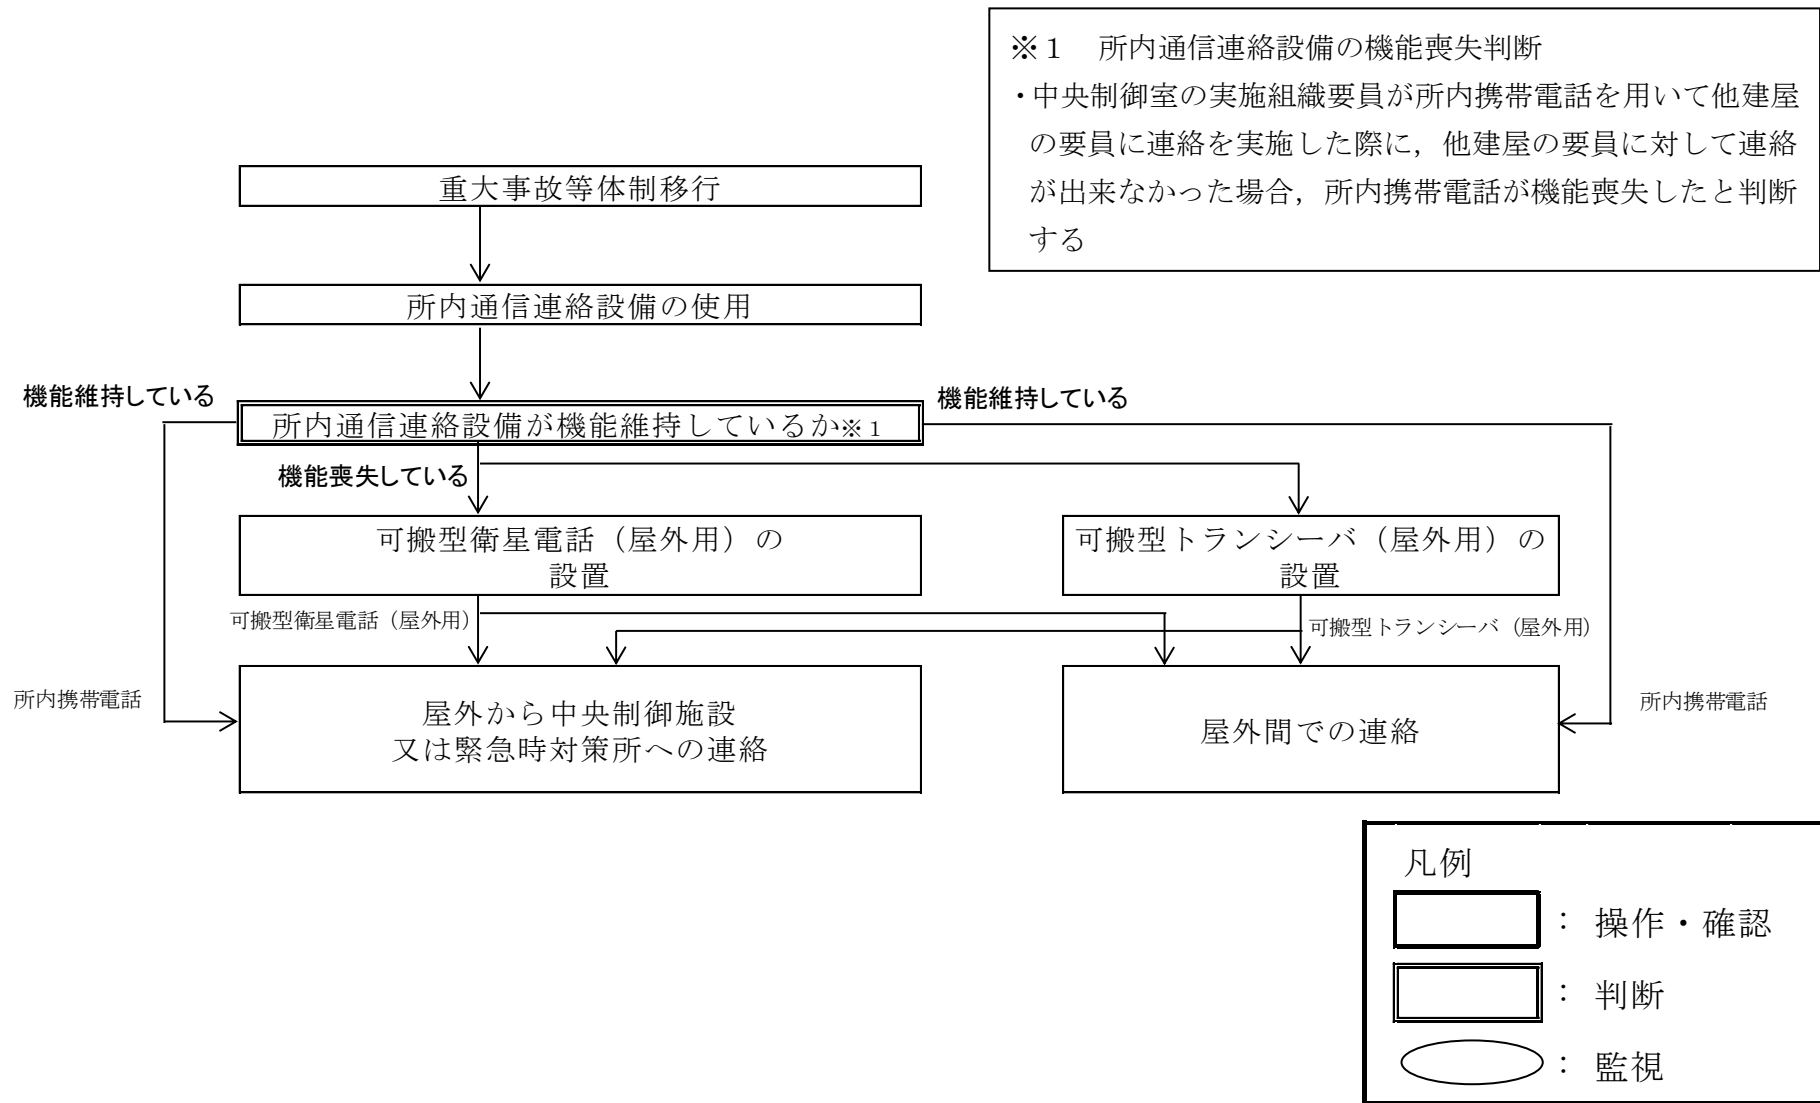 ※1 所内通信連絡設備の機能喪失判断
・中央制御室の実施組織要員が所内携帯電話を用いて他建屋
の要員に連絡を実施した際に，他建屋の要員に対して連絡
が出来なかった場合，所内携帯電話が機能喪失したと判断
する
重大事故等体制移行
所内通信連絡設備の使用
機能維持している
機能維持している
所内通信連絡設備が機能維持しているか※1
機能喪失している
可搬型衛星電話（屋外用）の
設置
可搬型トランシーバ（屋外用）の
設置
可搬型衛星電話（屋外用）
可搬型トランシーバ（屋外用）
所内携帯電話
屋外から中央制御施設
又は緊急時対策所への連絡
屋外間での連絡
所内携帯電話
凡例
：操作・確認
：判断
：監視